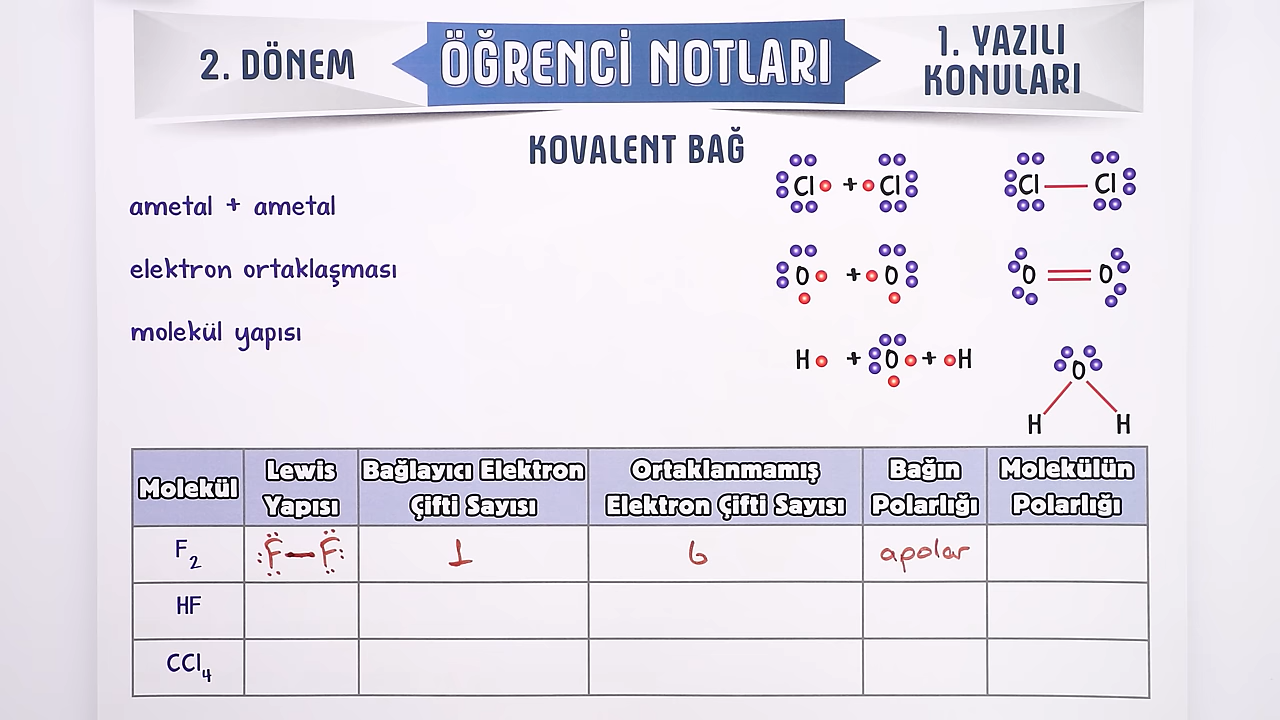 2. DÖNEM
ÖĞRENCİ NOTLARI
1. YAZILI
KONULARI
KOVALENT BAĞ
ametal + ametal
elektron ortaklaşması
molekül yapısı
Cl + Cl
Cl Cl
O + O
O O
H + O + H
O
H H
Molekül
Lewis
Yapısı
Bağlayıcı Elektron
Çifti Sayısı
Ortaklanmamış
Elektron Çifti Sayısı
Bağın
Polarlığı
Molekülün
Polarlığı
F2
F-F
1
6
apolar
HF
CCl4